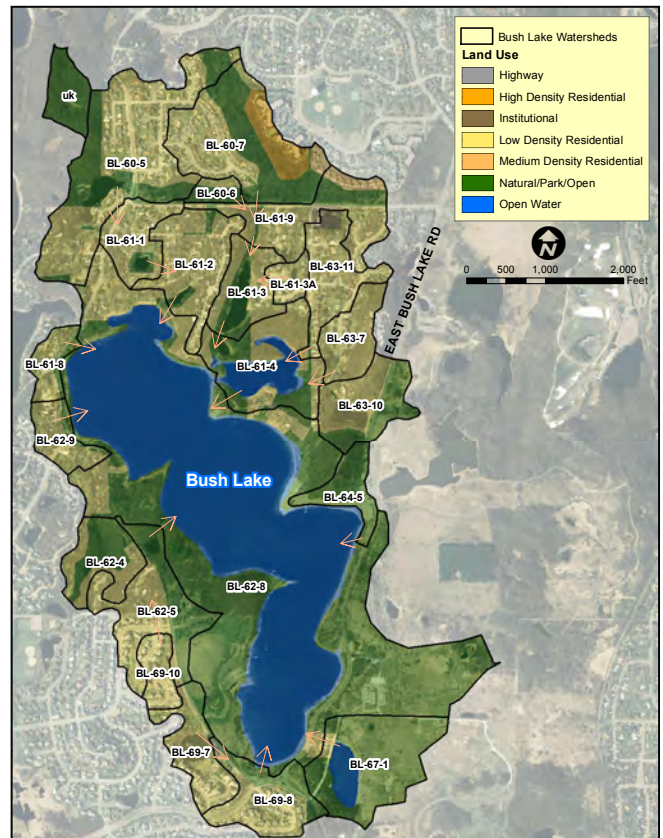 Bush Lake Watersheds
Land Use
Highway
High Density Residential
Institutional
Low Density Residential
Medium Density Residential
Natural/Park/Open
Open Water
N
0 500 1,000 2,000
Feet
uk
BL-60-5
BL-60-7
BL-60-6
BL-61-9
BL-61-1
BL-61-2
BL-63-11
BL-61-3
BL-61-3A
EAST BUSH LAKE RD
BL-63-7
BL-61-8
BL-61-4
BL-63-10
BL-62-9
Bush Lake
BL-64-5
BL-62-4
BL-62-8
BL-62-5
BL-69-10
BL-69-7
BL-67-1
BL-69-8